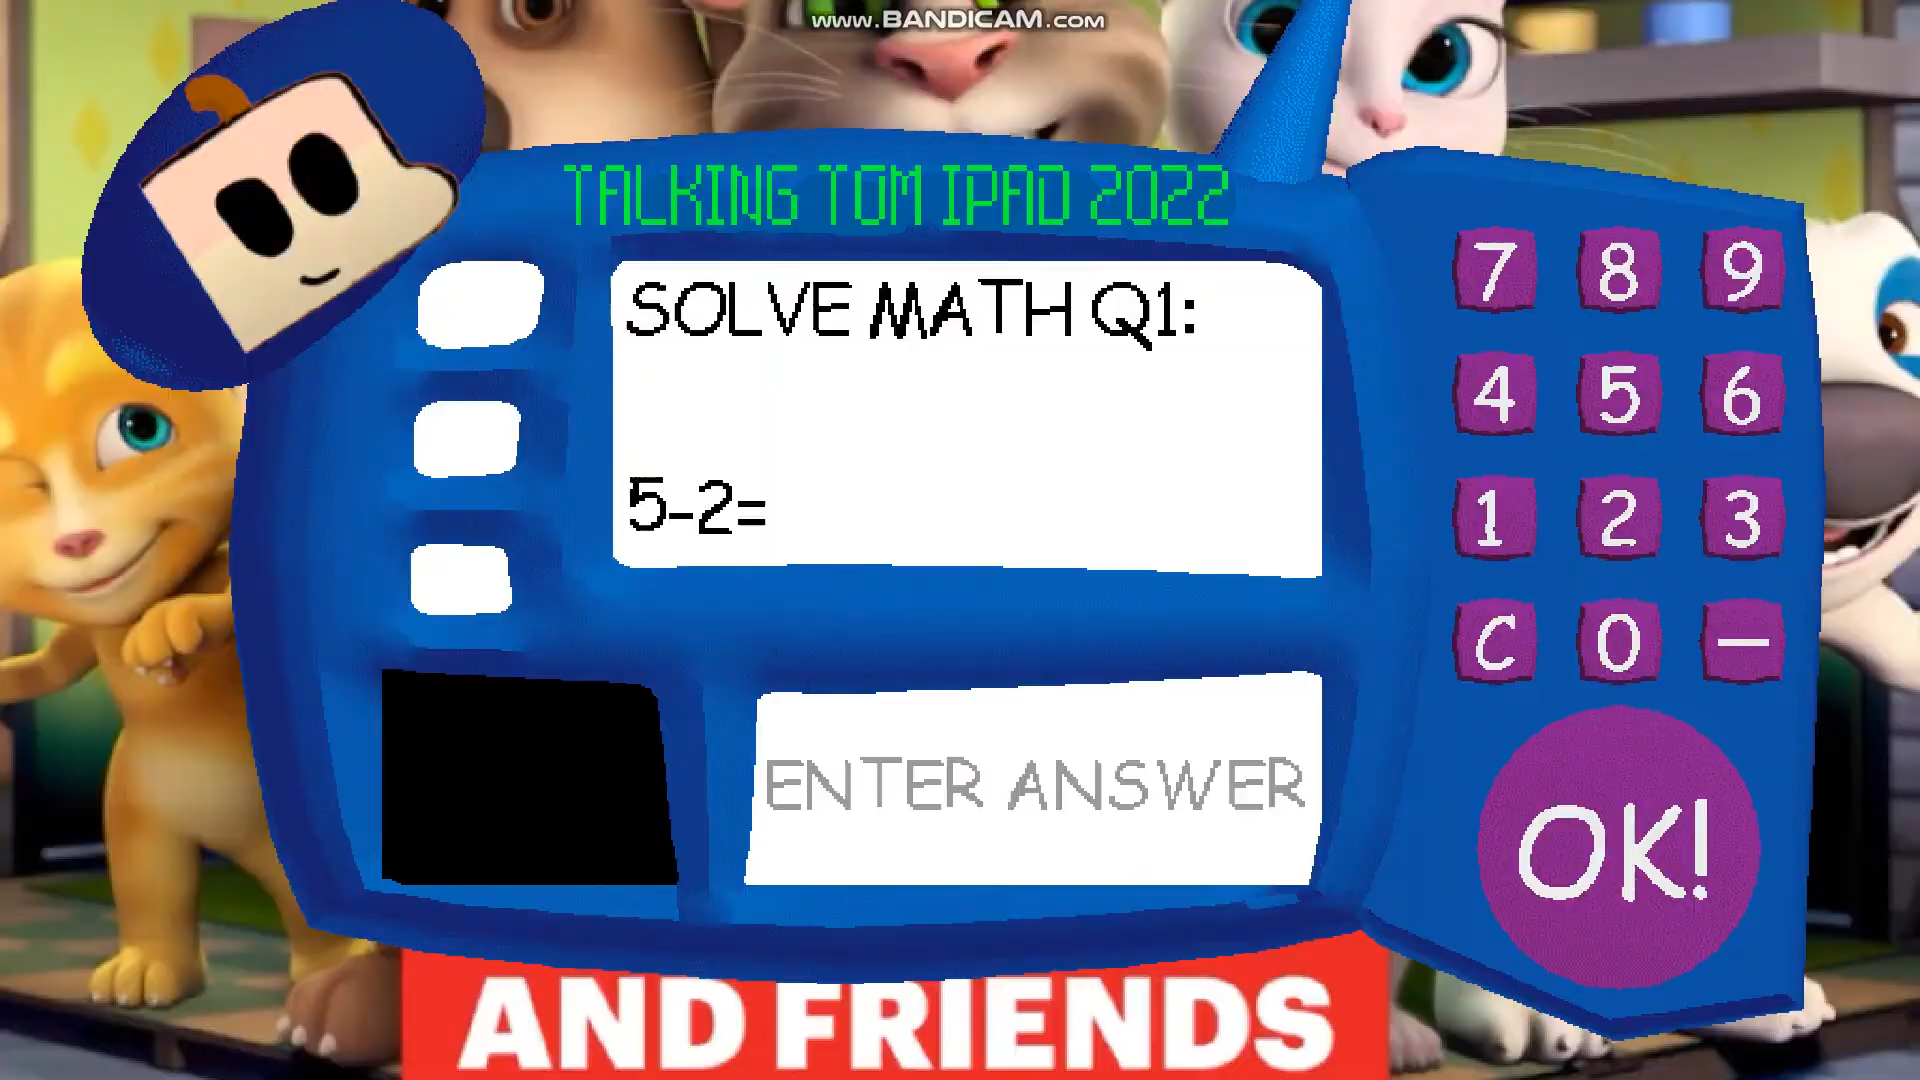 www.BANDICAM.com
TALKING TOM IPAD 2022
SOLVE MATH Q1:
5-2=
ENTER ANSWER
7 8 9
4 5 6
1 2 3
C 0 −
OK!
AND FRIENDS